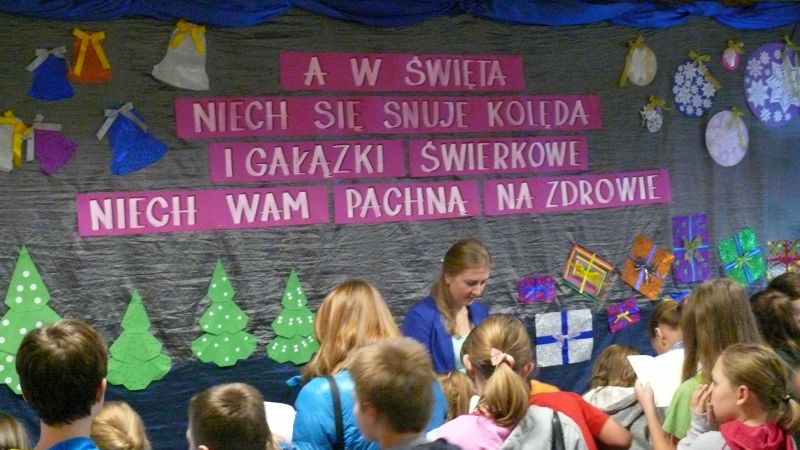 A W ŚWIĘTA
NIECH SIĘ SNUJE KOLĘDA
I GAŁĄZKI ŚWIERKOWE
NIECH WAM PACHNĄ NA ZDROWIE